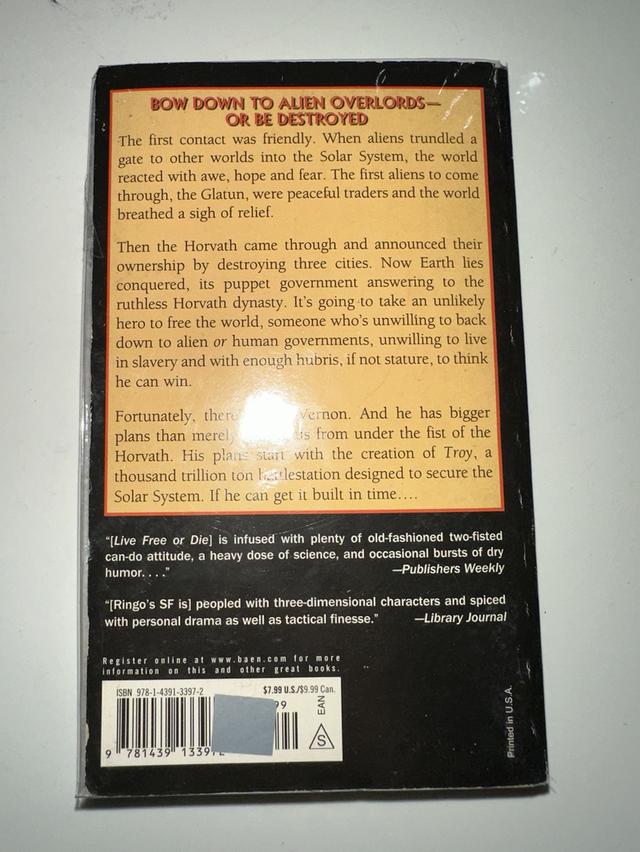 BOW DOWN TO ALIEN OVERLORDS—
OR BE DESTROYED
The first contact was friendly. When aliens trundled a
gate to other worlds into the Solar System, the world
reacted with awe, hope and fear. The first aliens to come
through, the Glatun, were peaceful traders and the world
breathed a sigh of relief.
Then the Horvath came through and announced their
ownership by destroying three cities. Now Earth lies
conquered, its puppet government answering to the
ruthless Horvath dynasty. It's going to take an unlikely
hero to free the world, someone who's unwilling to back
down to alien or human governments, unwilling to live
in slavery and with enough hubris, if not stature, to think
he can win.
Fortunately, there Vernon. And he has bigger
plans than us from under the fist of the
Horvath. His plans start with the creation of Troy, a
thousand trillion ton battlestation designed to secure the
Solar System. If he can get it built in time....
"[Live Free or Die] is infused with plenty of old-fashioned two-fisted
can-do attitude, a heavy dose of science, and occasional bursts of dry
humor...." —Publishers Weekly
"[Ringo's SF is] peopled with three-dimensional characters and spiced
with personal drama as well as tactical finesse." —Library Journal
Register online at www.baen.com for more
information on this and other great books.
ISBN 978-1-4391-3397-2 $7.99 U.S./$9.99 Can.
99
EAN
S
9 781439 1339
Printed in U.S.A.